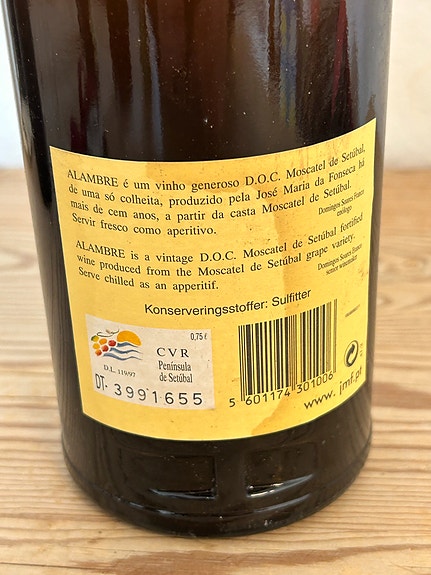 ALAMBRE é um vinho generoso D.O.C. Moscatel de Setúbal,
de uma só colheita, produzido pela José Maria da Fonseca há
mais de cem anos, a partir da casta Moscatel de Setúbal.
Servir fresco como aperitivo.
Domingos Soares Franco
enólogo
ALAMBRE is a vintage D.O.C. Moscatel de Setúbal fortified
wine produced from the Moscatel de Setúbal grape variety.
Serve chilled as an apperitif.
Domingos Soares Franco
senior winemaker
Konserveringsstoffer: Sulfitter
0,75 ℓ
CVR
Península
de Setúbal
D.L. 119/97
DT. 3991655
5 601174 301006
www.jmf.pt